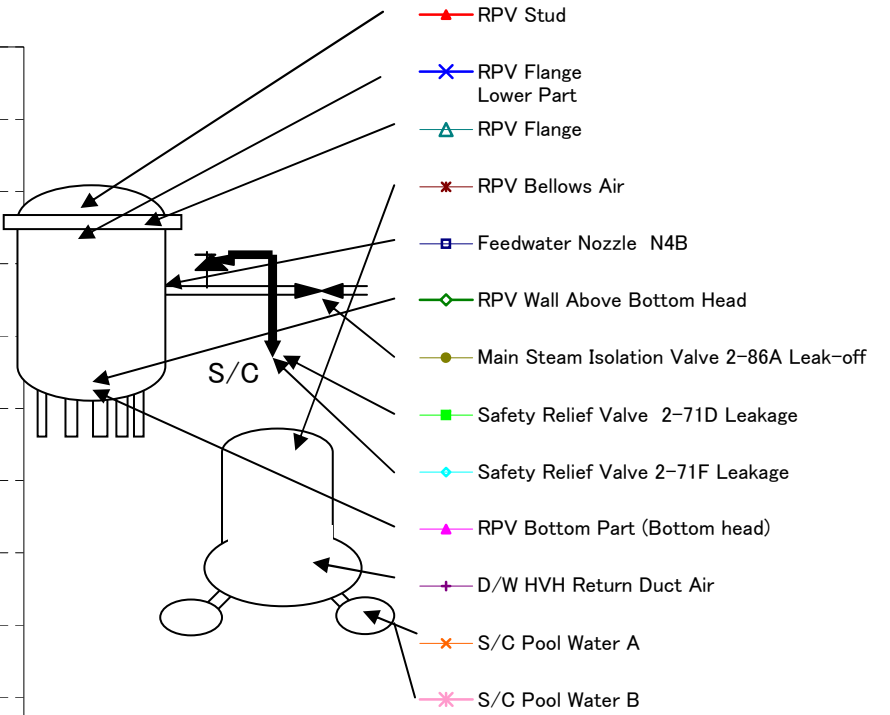 RPV Stud
RPV Flange
Lower Part
RPV Flange
RPV Bellows Air
Feedwater Nozzle N4B
RPV Wall Above Bottom Head
Main Steam Isolation Valve 2-86A Leak-off
S/C
Safety Relief Valve 2-71D Leakage
Safety Relief Valve 2-71F Leakage
RPV Bottom Part (Bottom head)
D/W HVH Return Duct Air
S/C Pool Water A
S/C Pool Water B